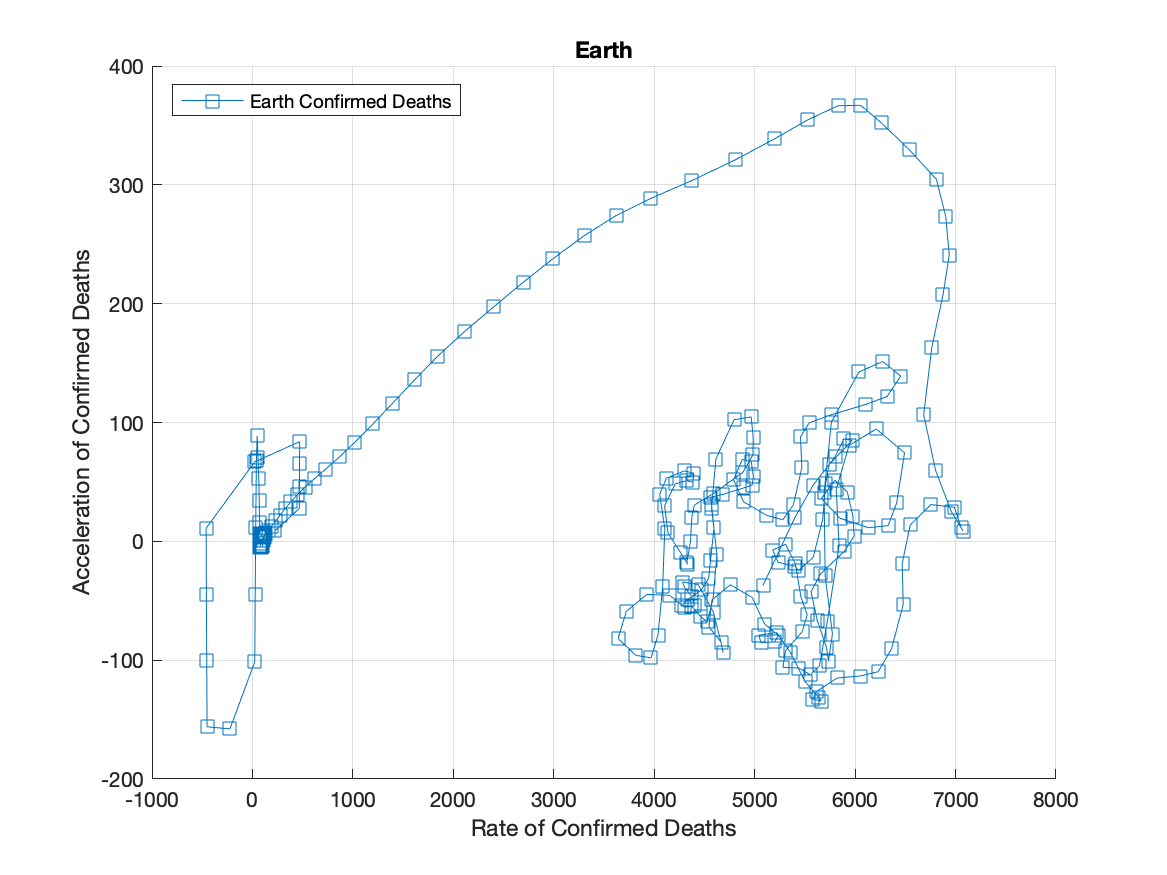 Earth
400
Earth Confirmed Deaths
300
200
100
0
-100
-200
Acceleration of Confirmed Deaths
-1000 0 1000 2000 3000 4000 5000 6000 7000 8000
Rate of Confirmed Deaths